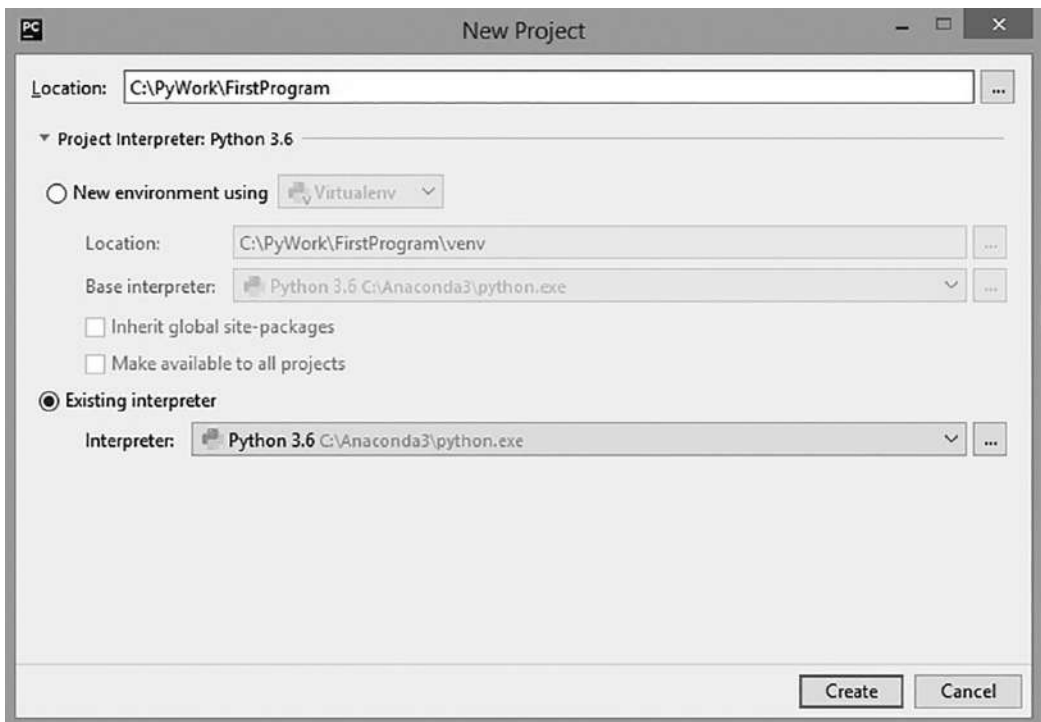 PC New Project
Location: C:\PyWork\FirstProgram ...
Project Interpreter: Python 3.6
New environment using Virtualenv
Location: C:\PyWork\FirstProgram\venv ...
Base interpreter: Python 3.6 C:\Anaconda3\python.exe ...
Inherit global site-packages
Make available to all projects
Existing interpreter
Interpreter: Python 3.6 C:\Anaconda3\python.exe ...
Create Cancel